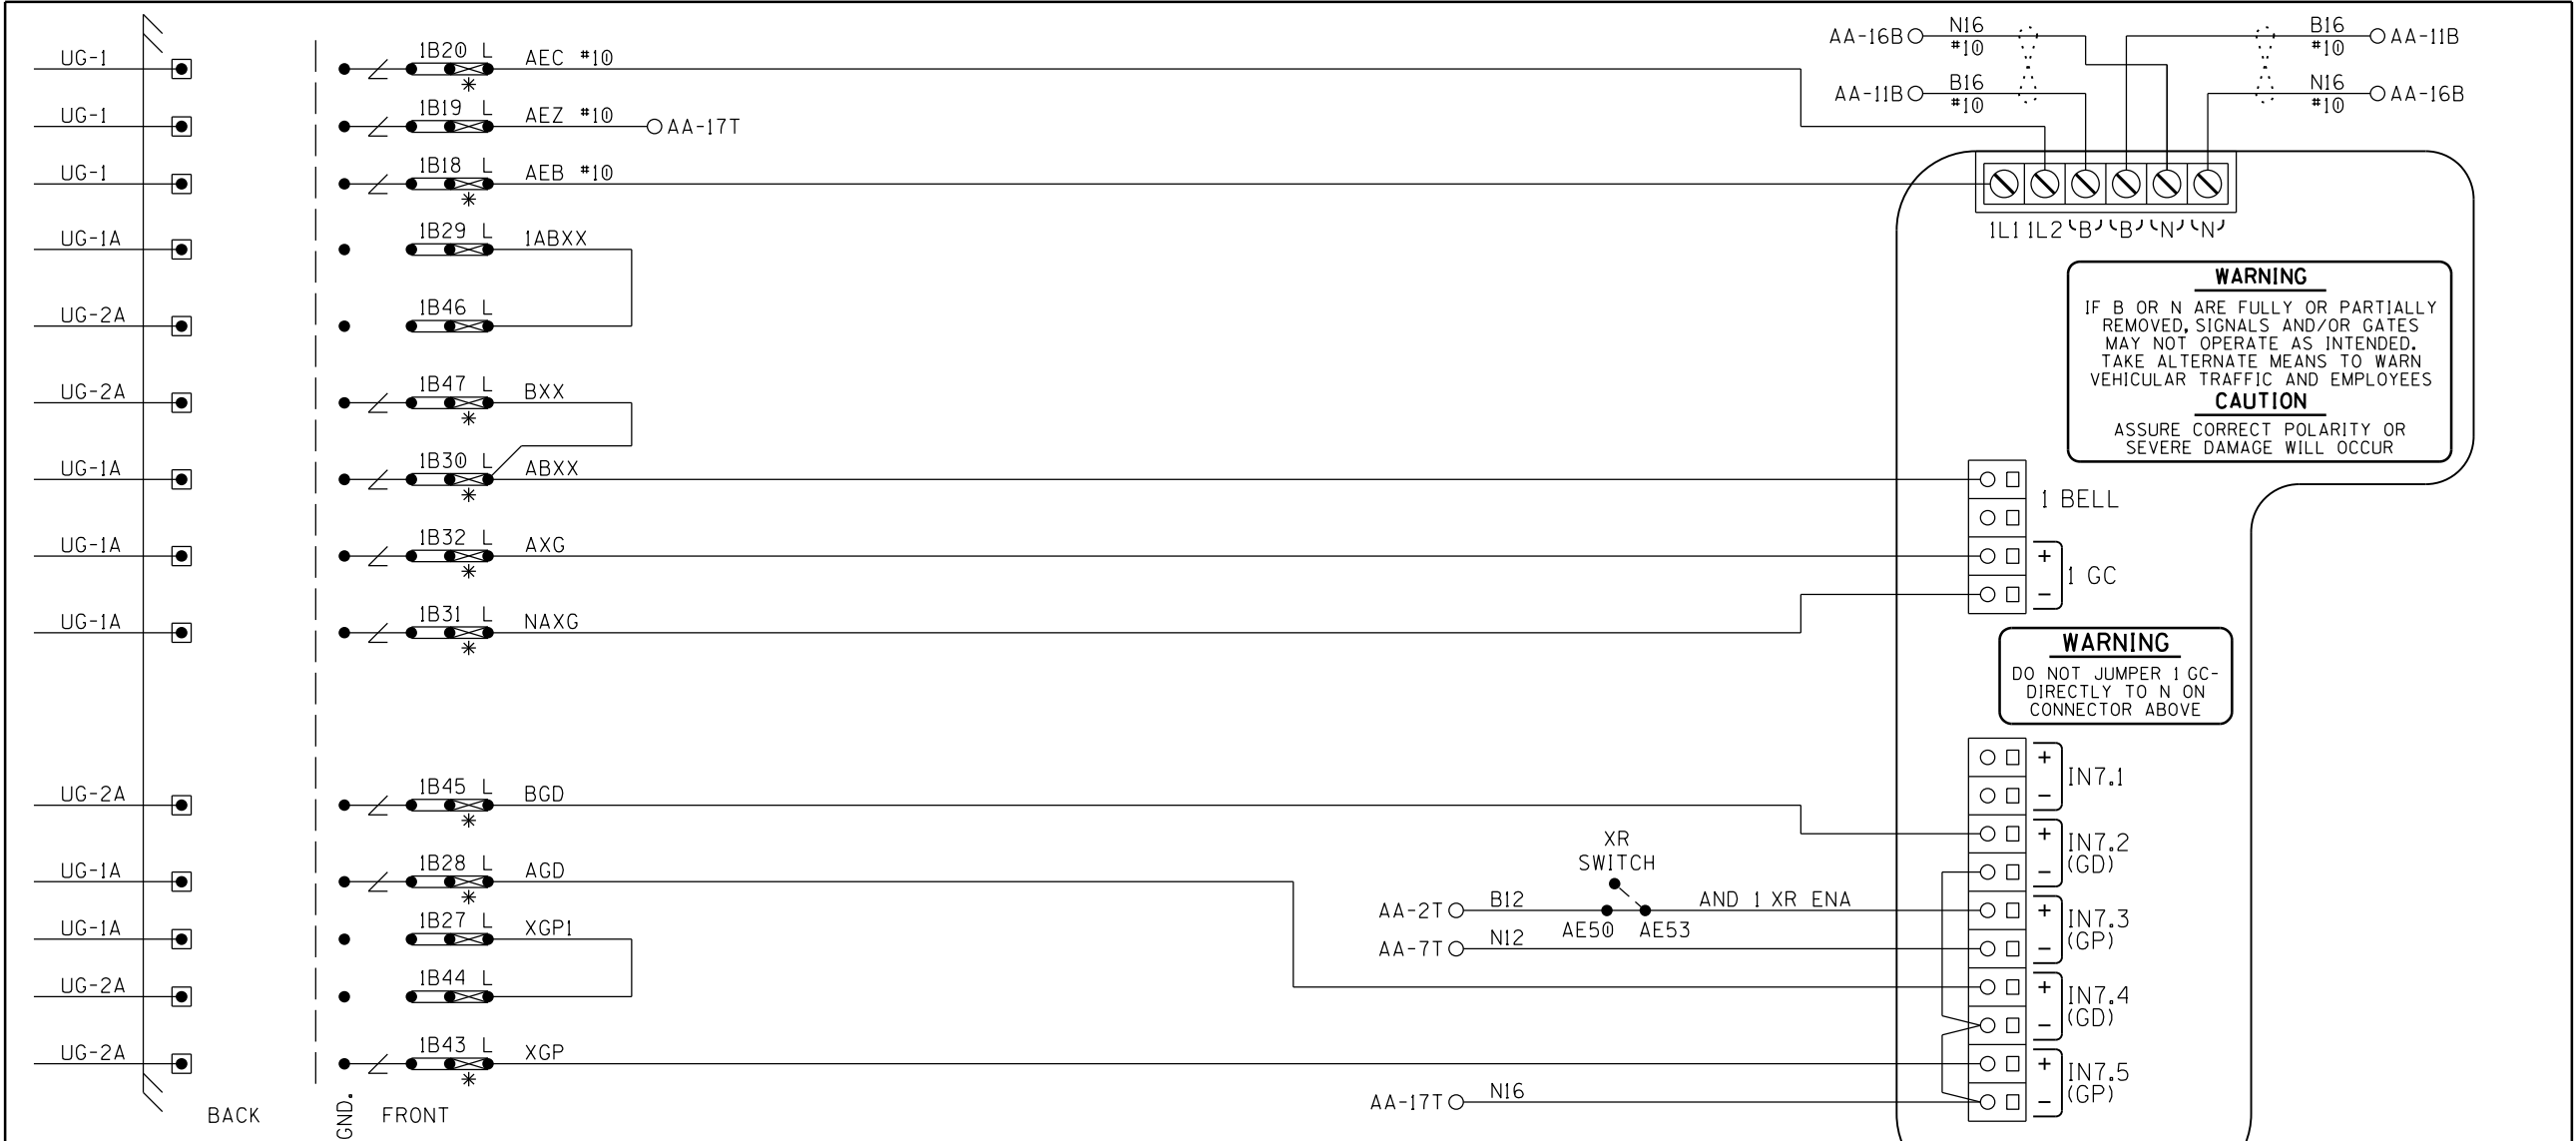 UG-1 1B20 L AEC #10
AA-16B N16 #10
B16 #10 AA-11B
AA-11B B16 #10
N16 #10 AA-16B
UG-1 1B19 L AEZ #10 AA-17T
UG-1 1B18 L * AEB #10
1L1 1L2 B B N N
UG-1A 1B29 L 1ABXX
WARNING
IF B OR N ARE FULLY OR PARTIALLY
REMOVED, SIGNALS AND/OR GATES
MAY NOT OPERATE AS INTENDED.
TAKE ALTERNATE MEANS TO WARN
VEHICULAR TRAFFIC AND EMPLOYEES
CAUTION
ASSURE CORRECT POLARITY OR
SEVERE DAMAGE WILL OCCUR
UG-2A 1B46 L
UG-2A 1B47 L * BXX
UG-1A 1B30 L * ABXX
1 BELL
UG-1A 1B32 L * AXG
+
1 GC
-
UG-1A 1B31 L * NAXG
WARNING
DO NOT JUMPER 1 GC-
DIRECTLY TO N ON
CONNECTOR ABOVE
+
IN7.1
-
UG-2A 1B45 L * BGD
+
IN7.2
(GD)
-
XR
SWITCH
UG-1A 1B28 L * AGD
AA-2T B12 AND 1 XR ENA
AE50 AE53
+
IN7.3
(GP)
-
UG-1A 1B27 L XGP1
AA-7T N12
UG-2A 1B44 L
+
IN7.4
(GD)
-
UG-2A 1B43 L * XGP
+
IN7.5
(GP)
-
AA-17T N16
BACK GND. FRONT